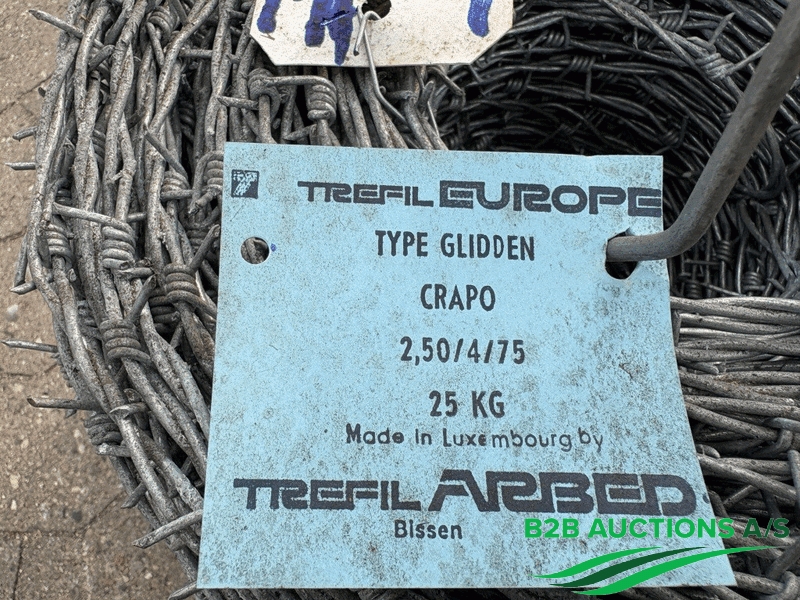 TREFIL EUROPE
TYPE GLIDDEN
CRAPO
2,50/4/75
25 KG
Made in Luxembourg by
TREFIL ARBED
Bissen
B2B AUCTIONS A/S